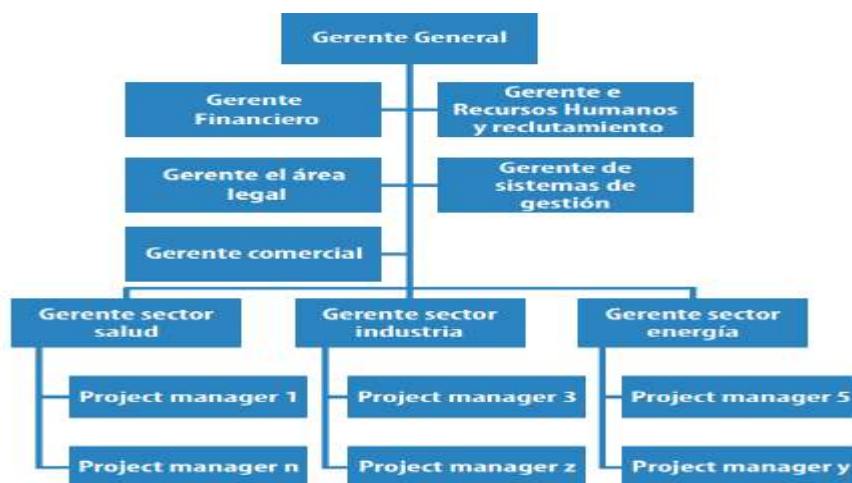 Gerente General
Gerente
Financiero
Gerente e
Recursos Humanos
y reclutamiento
Gerente el área
legal
Gerente de
sistemas de
gestión
Gerente comercial
Gerente sector
salud
Gerente sector
industria
Gerente sector
energía
Project manager 1
Project manager 3
Project manager 5
Project manager n
Project manager z
Project manager y